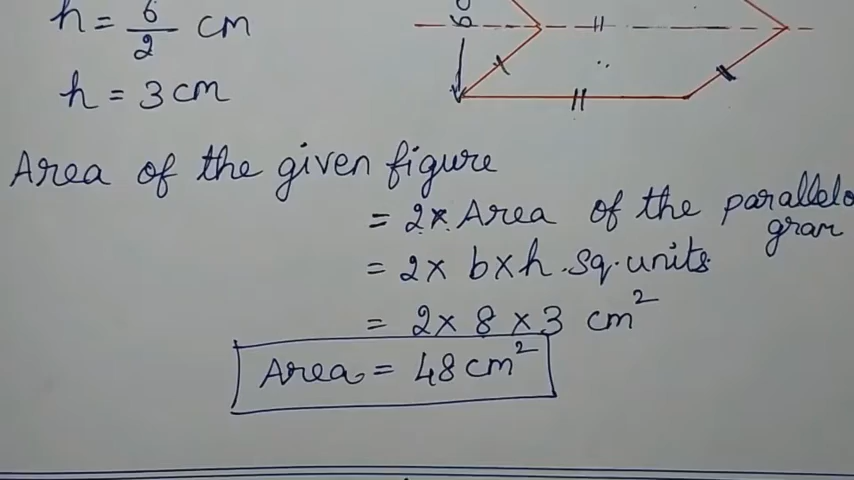 h = 6/2 cm
h = 3 cm
Area of the given figure
= 2 × Area of the parallelo
gram
= 2 × b × h . sq. units
= 2 × 8 × 3 cm²
Area = 48 cm²